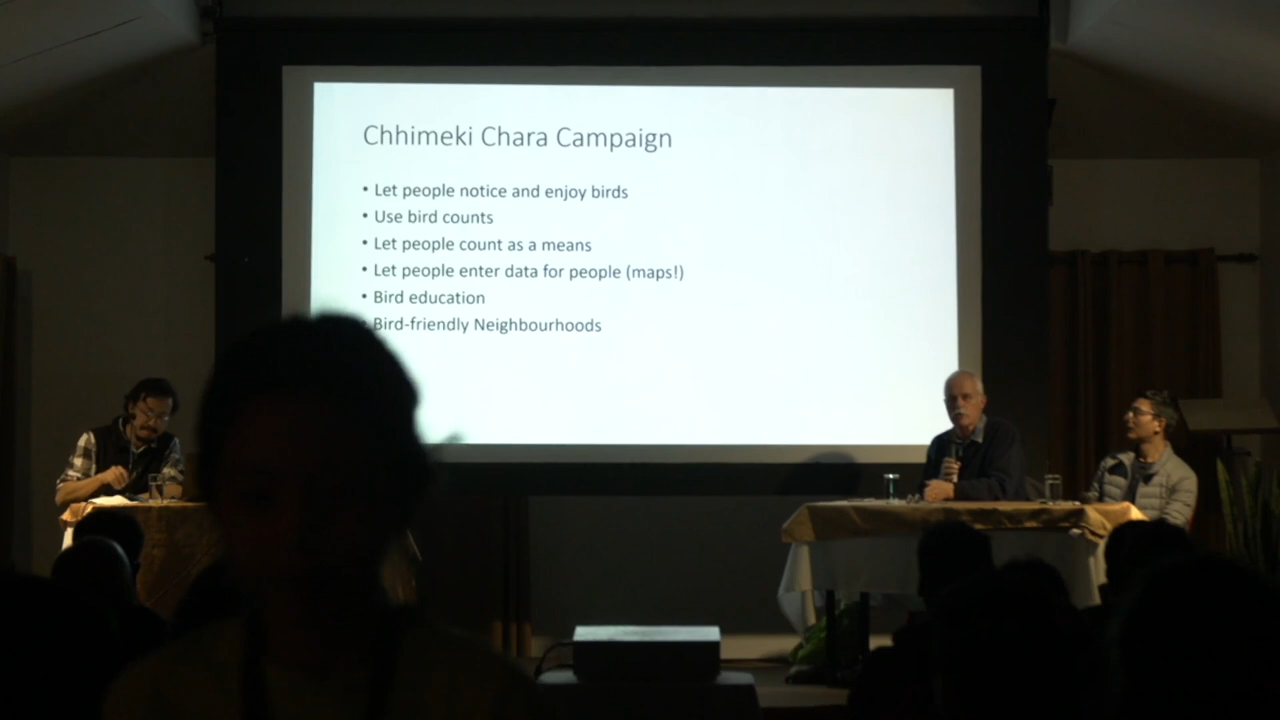 Chhimeki Chara Campaign
• Let people notice and enjoy birds
• Use bird counts
• Let people count as a means
• Let people enter data for people (maps!)
• Bird education
Bird-friendly Neighbourhoods